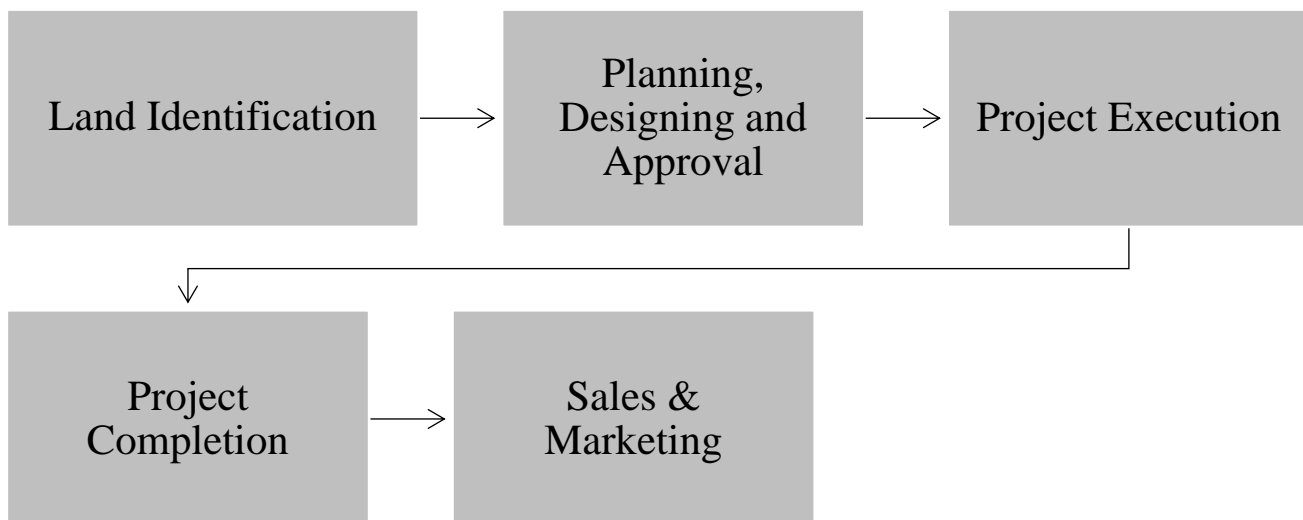 Land Identification
Planning,
Designing and
Approval
Project Execution
Project
Completion
Sales &
Marketing